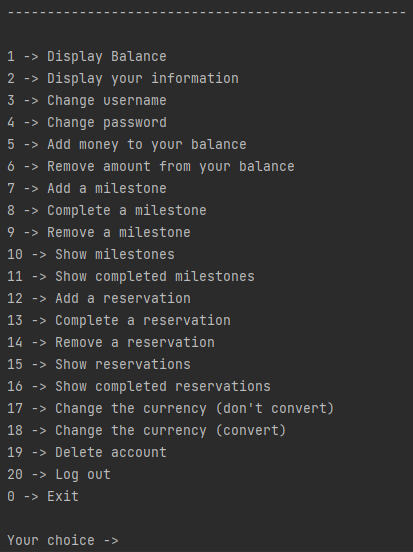 --------------------------------------------------
1 -> Display Balance
2 -> Display your information
3 -> Change username
4 -> Change password
5 -> Add money to your balance
6 -> Remove amount from your balance
7 -> Add a milestone
8 -> Complete a milestone
9 -> Remove a milestone
10 -> Show milestones
11 -> Show completed milestones
12 -> Add a reservation
13 -> Complete a reservation
14 -> Remove a reservation
15 -> Show reservations
16 -> Show completed reservations
17 -> Change the currency (don't convert)
18 -> Change the currency (convert)
19 -> Delete account
20 -> Log out
0 -> Exit
Your choice ->